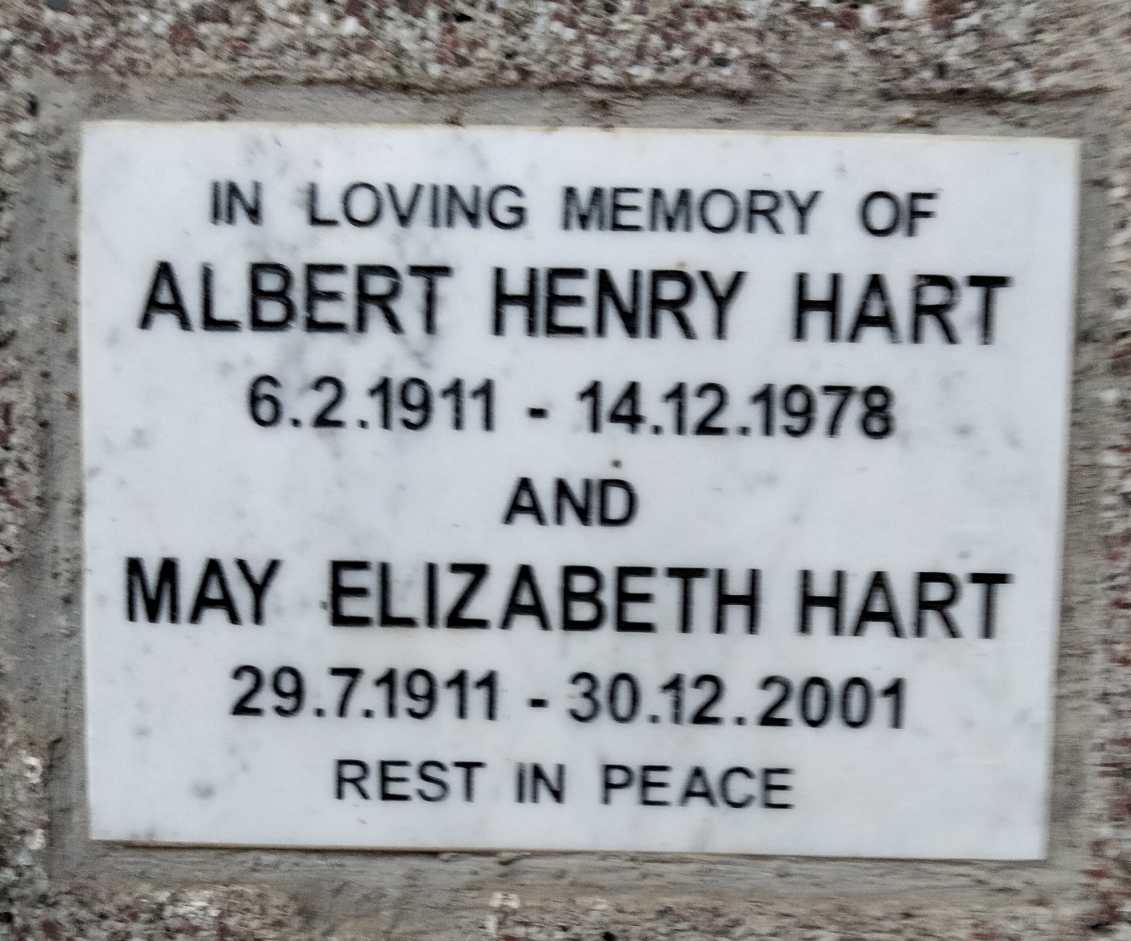 IN LOVING MEMORY OF
ALBERT HENRY HART
6.2.1911 - 14.12.1978
AND
MAY ELIZABETH HART
29.7.1911 - 30.12.2001
REST IN PEACE